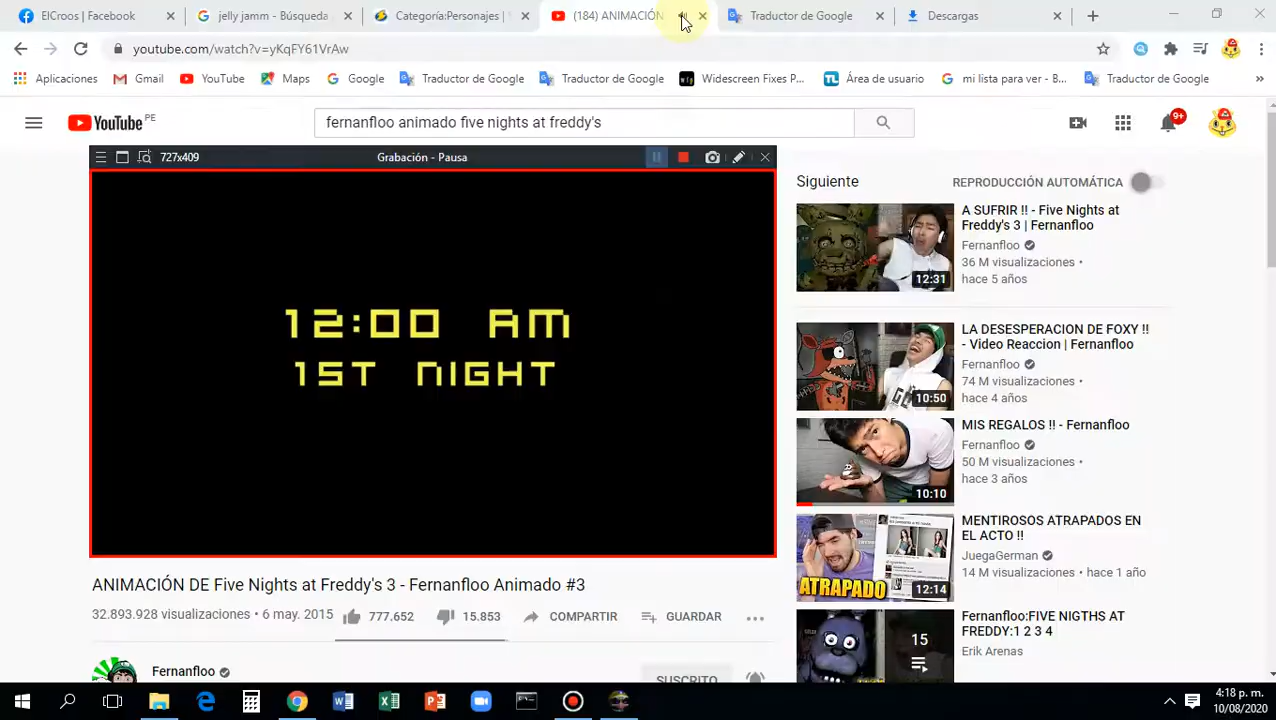 ElCroos | Facebook
jelly jamm - Búsqueda
Categoría:Personajes |
(184) ANIMACIÓN
Traductor de Google
Descargas
youtube.com/watch?v=yKqFY61VrAw
Aplicaciones
Gmail
YouTube
Maps
Google
Traductor de Google
Traductor de Google
Widescreen Fixes P...
Área de usuario
mi lista para ver - B...
Traductor de Google
YouTube PE
fernanfloo animado five nights at freddy's
9+
727x409
Grabación - Pausa
12:00 AM
1ST NIGHT
ANIMACIÓN DE Five Nights at Freddy's 3 - Fernanfloo Animado #3
32.893.928 visualizaciones • 6 may. 2015
777.652
15.853
COMPARTIR
GUARDAR
Fernanfloo
SUSCRITO
Siguiente
REPRODUCCIÓN AUTOMÁTICA
A SUFRIR !! - Five Nights at
Freddy's 3 | Fernanfloo
Fernanfloo
36 M visualizaciones •
hace 5 años
12:31
LA DESESPERACION DE FOXY !!
- Video Reaccion | Fernanfloo
Fernanfloo
74 M visualizaciones •
hace 4 años
10:50
MIS REGALOS !! - Fernanfloo
Fernanfloo
50 M visualizaciones •
hace 3 años
10:10
MENTIROSOS ATRAPADOS EN
EL ACTO !!
JuegaGerman
14 M visualizaciones • hace 1 año
ATRAPADO
12:14
Fernanfloo:FIVE NIGTHS AT
FREDDY:1 2 3 4
Erik Arenas
15
4:18 p. m.
10/08/2020